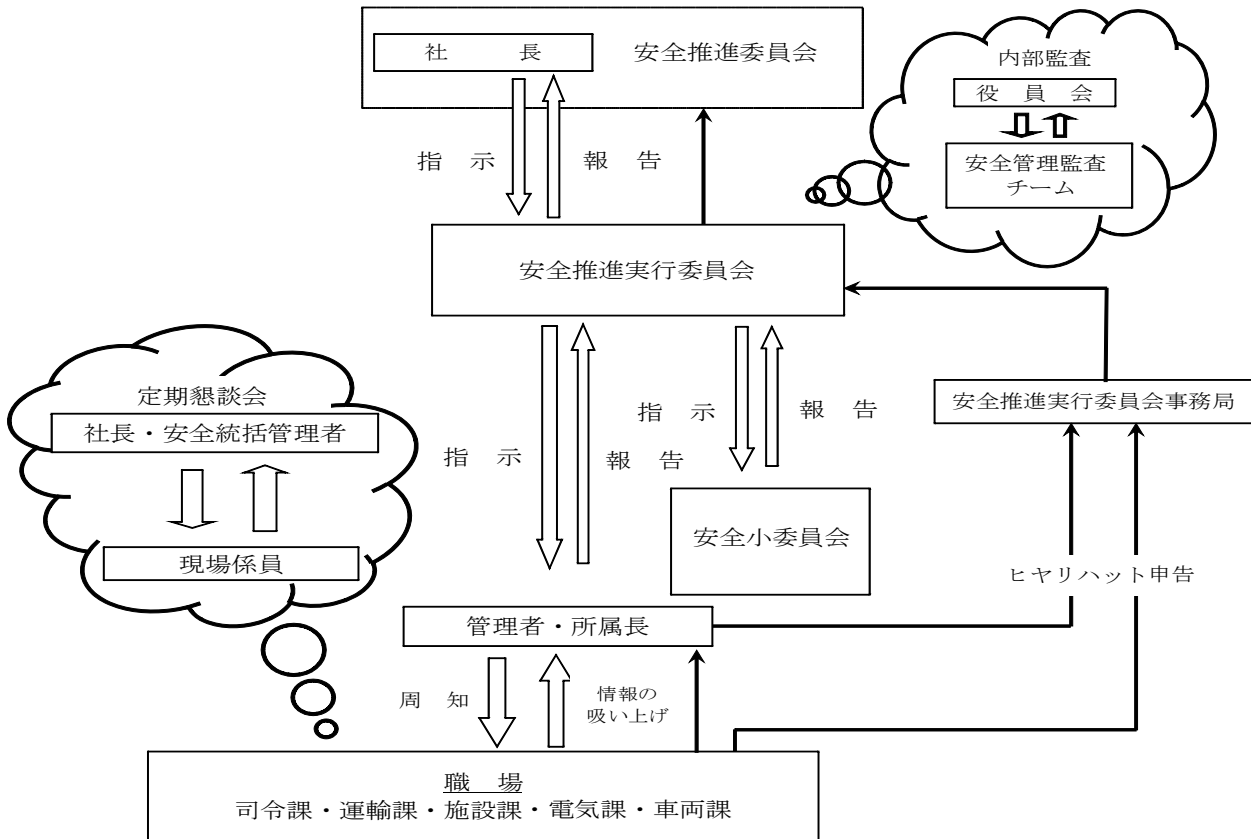 社　長
安全推進委員会
内部監査
役　員　会
安全管理監査
チーム
指　示
報　告
安全推進実行委員会
定期懇談会
社長・安全統括管理者
現場係員
安全推進実行委員会事務局
指　示
報　告
指　示
報　告
安全小委員会
ヒヤリハット申告
管理者・所属長
周　知
情報の
吸い上げ
職　場
司令課・運輸課・施設課・電気課・車両課